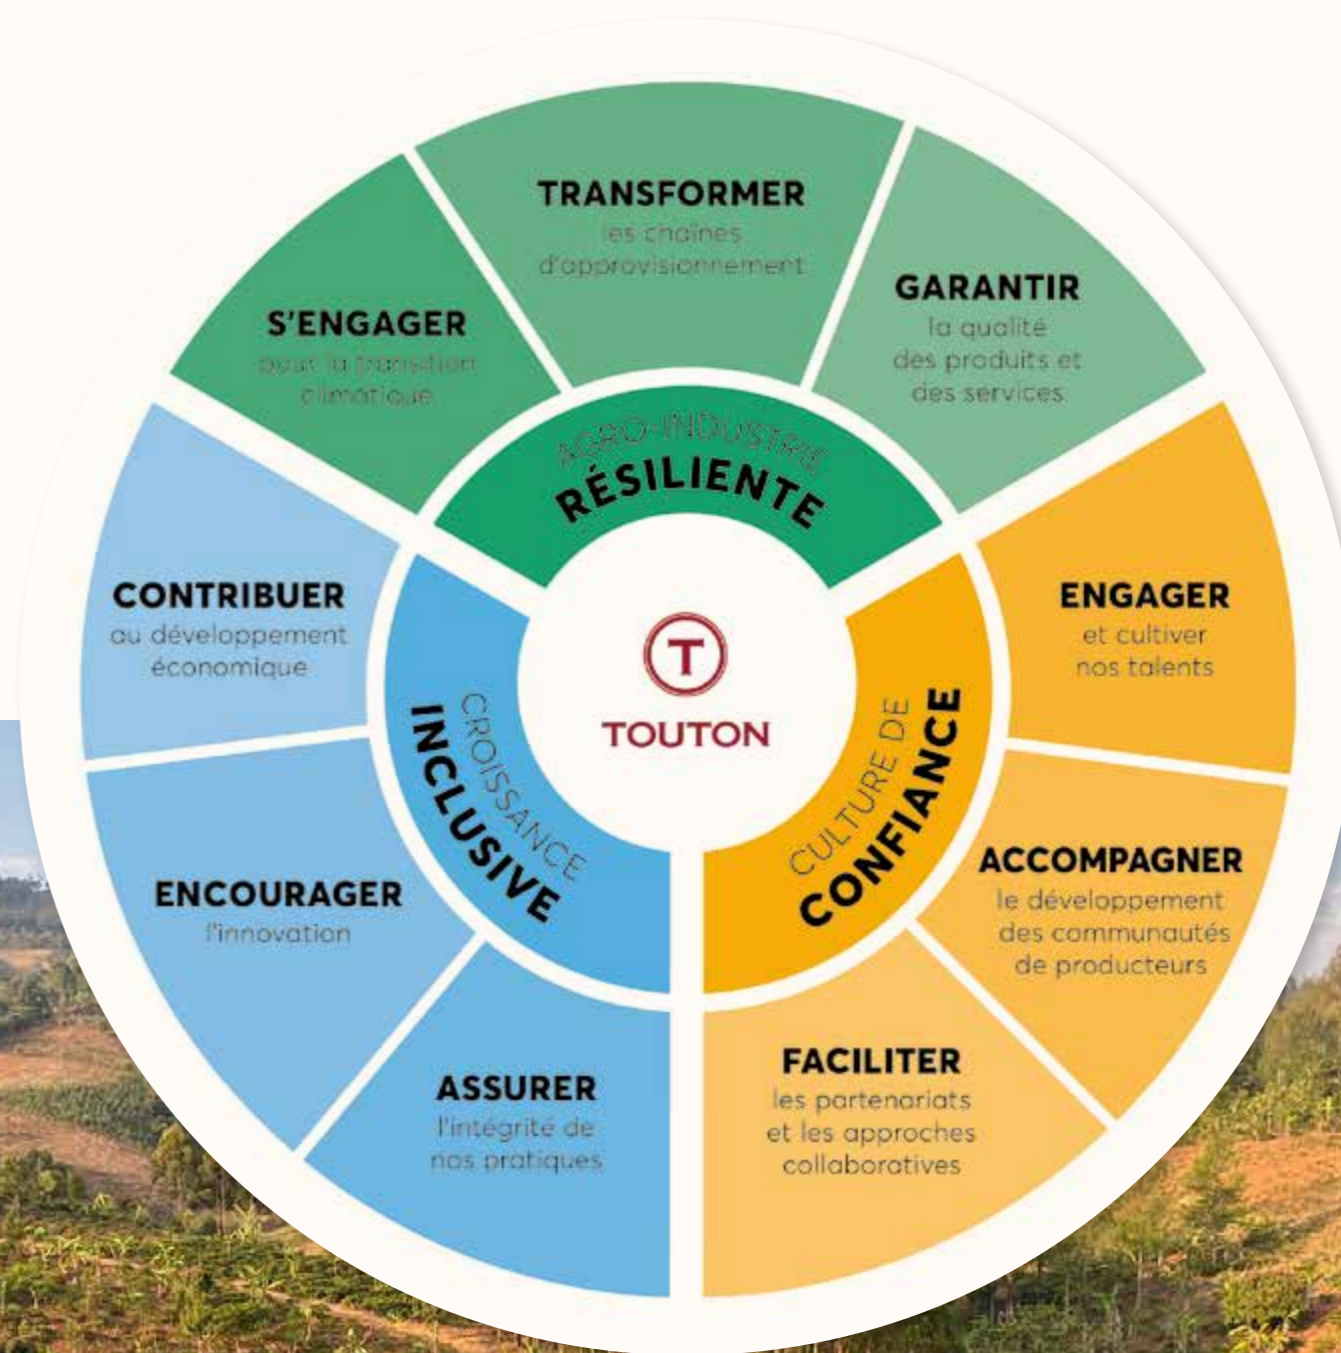 TRANSFORMER
les chaînes
d'approvisionnement
GARANTIR
la qualité
des produits et
des services
S'ENGAGER
pour la transition
climatique
AGRO-INDUSTRIE
RÉSILIENTE
CONTRIBUER
au développement
économique
ENGAGER
et cultiver
nos talents
T
TOUTON
CROISSANCE
INCLUSIVE
CULTURE DE
CONFIANCE
ENCOURAGER
l'innovation
ACCOMPAGNER
le développement
des communautés
de producteurs
ASSURER
l'intégrité de
nos pratiques
FACILITER
les partenariats
et les approches
collaboratives